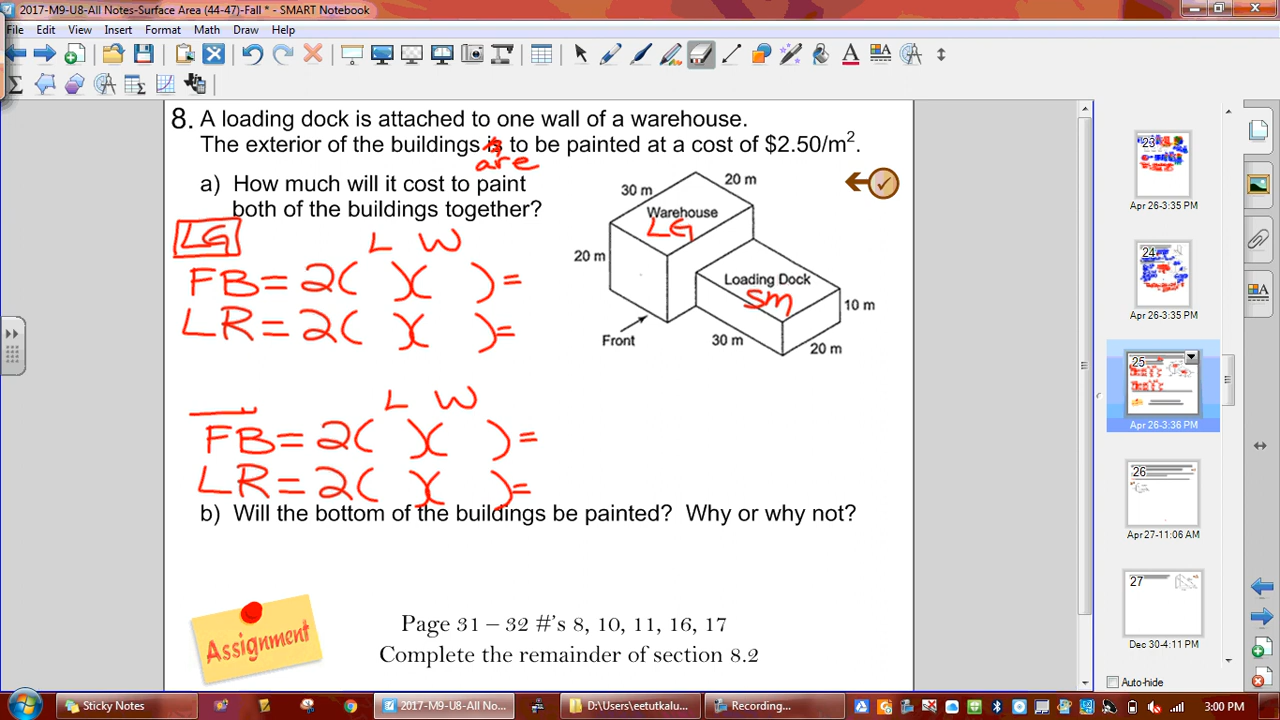 2017-M9-U8-All Notes-Surface Area (44-47)-Fall * - SMART Notebook
File Edit View Insert Format Math Draw Help
8. A loading dock is attached to one wall of a warehouse.
The exterior of the buildings is to be painted at a cost of $2.50/m².
are
a) How much will it cost to paint
both of the buildings together?
30 m
20 m
Warehouse
LG
20 m
Loading Dock
SM
10 m
Front
30 m
20 m
LG
L W
FB = 2( )( ) =
LR = 2( )( ) =
L W
FB = 2( )( ) =
LR = 2( )( ) =
b) Will the bottom of the buildings be painted? Why or why not?
Assignment
Page 31 – 32 #'s 8, 10, 11, 16, 17
Complete the remainder of section 8.2
23
Apr 26-3:35 PM
24
Apr 26-3:35 PM
25
Apr 26-3:36 PM
26
Apr 27-11:06 AM
27
Dec 30-4:11 PM
Auto-hide
Sticky Notes
2017-M9-U8-All No...
D:\Users\eetutkalu...
Recording...
3:00 PM